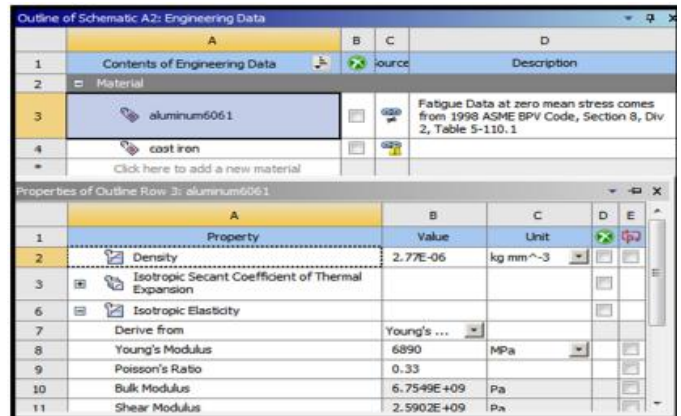 Outline of Schematic A2: Engineering Data
A B C D
1 Contents of Engineering Data ource Description
2 Material
3 aluminum6061 Fatigue Data at zero mean stress comes
from 1998 ASME BPV Code, Section 8, Div
2, Table 5-110.1
4 cast iron
* Click here to add a new material
Properties of Outline Row 3: aluminum6061
A B C D E
1 Property Value Unit
2 Density 2.77E-06 kg mm^-3
3 Isotropic Secant Coefficient of Thermal
Expansion
6 Isotropic Elasticity
7 Derive from Young's ...
8 Young's Modulus 6890 MPa
9 Poisson's Ratio 0.33
10 Bulk Modulus 6.7549E+09 Pa
11 Shear Modulus 2.5902E+09 Pa